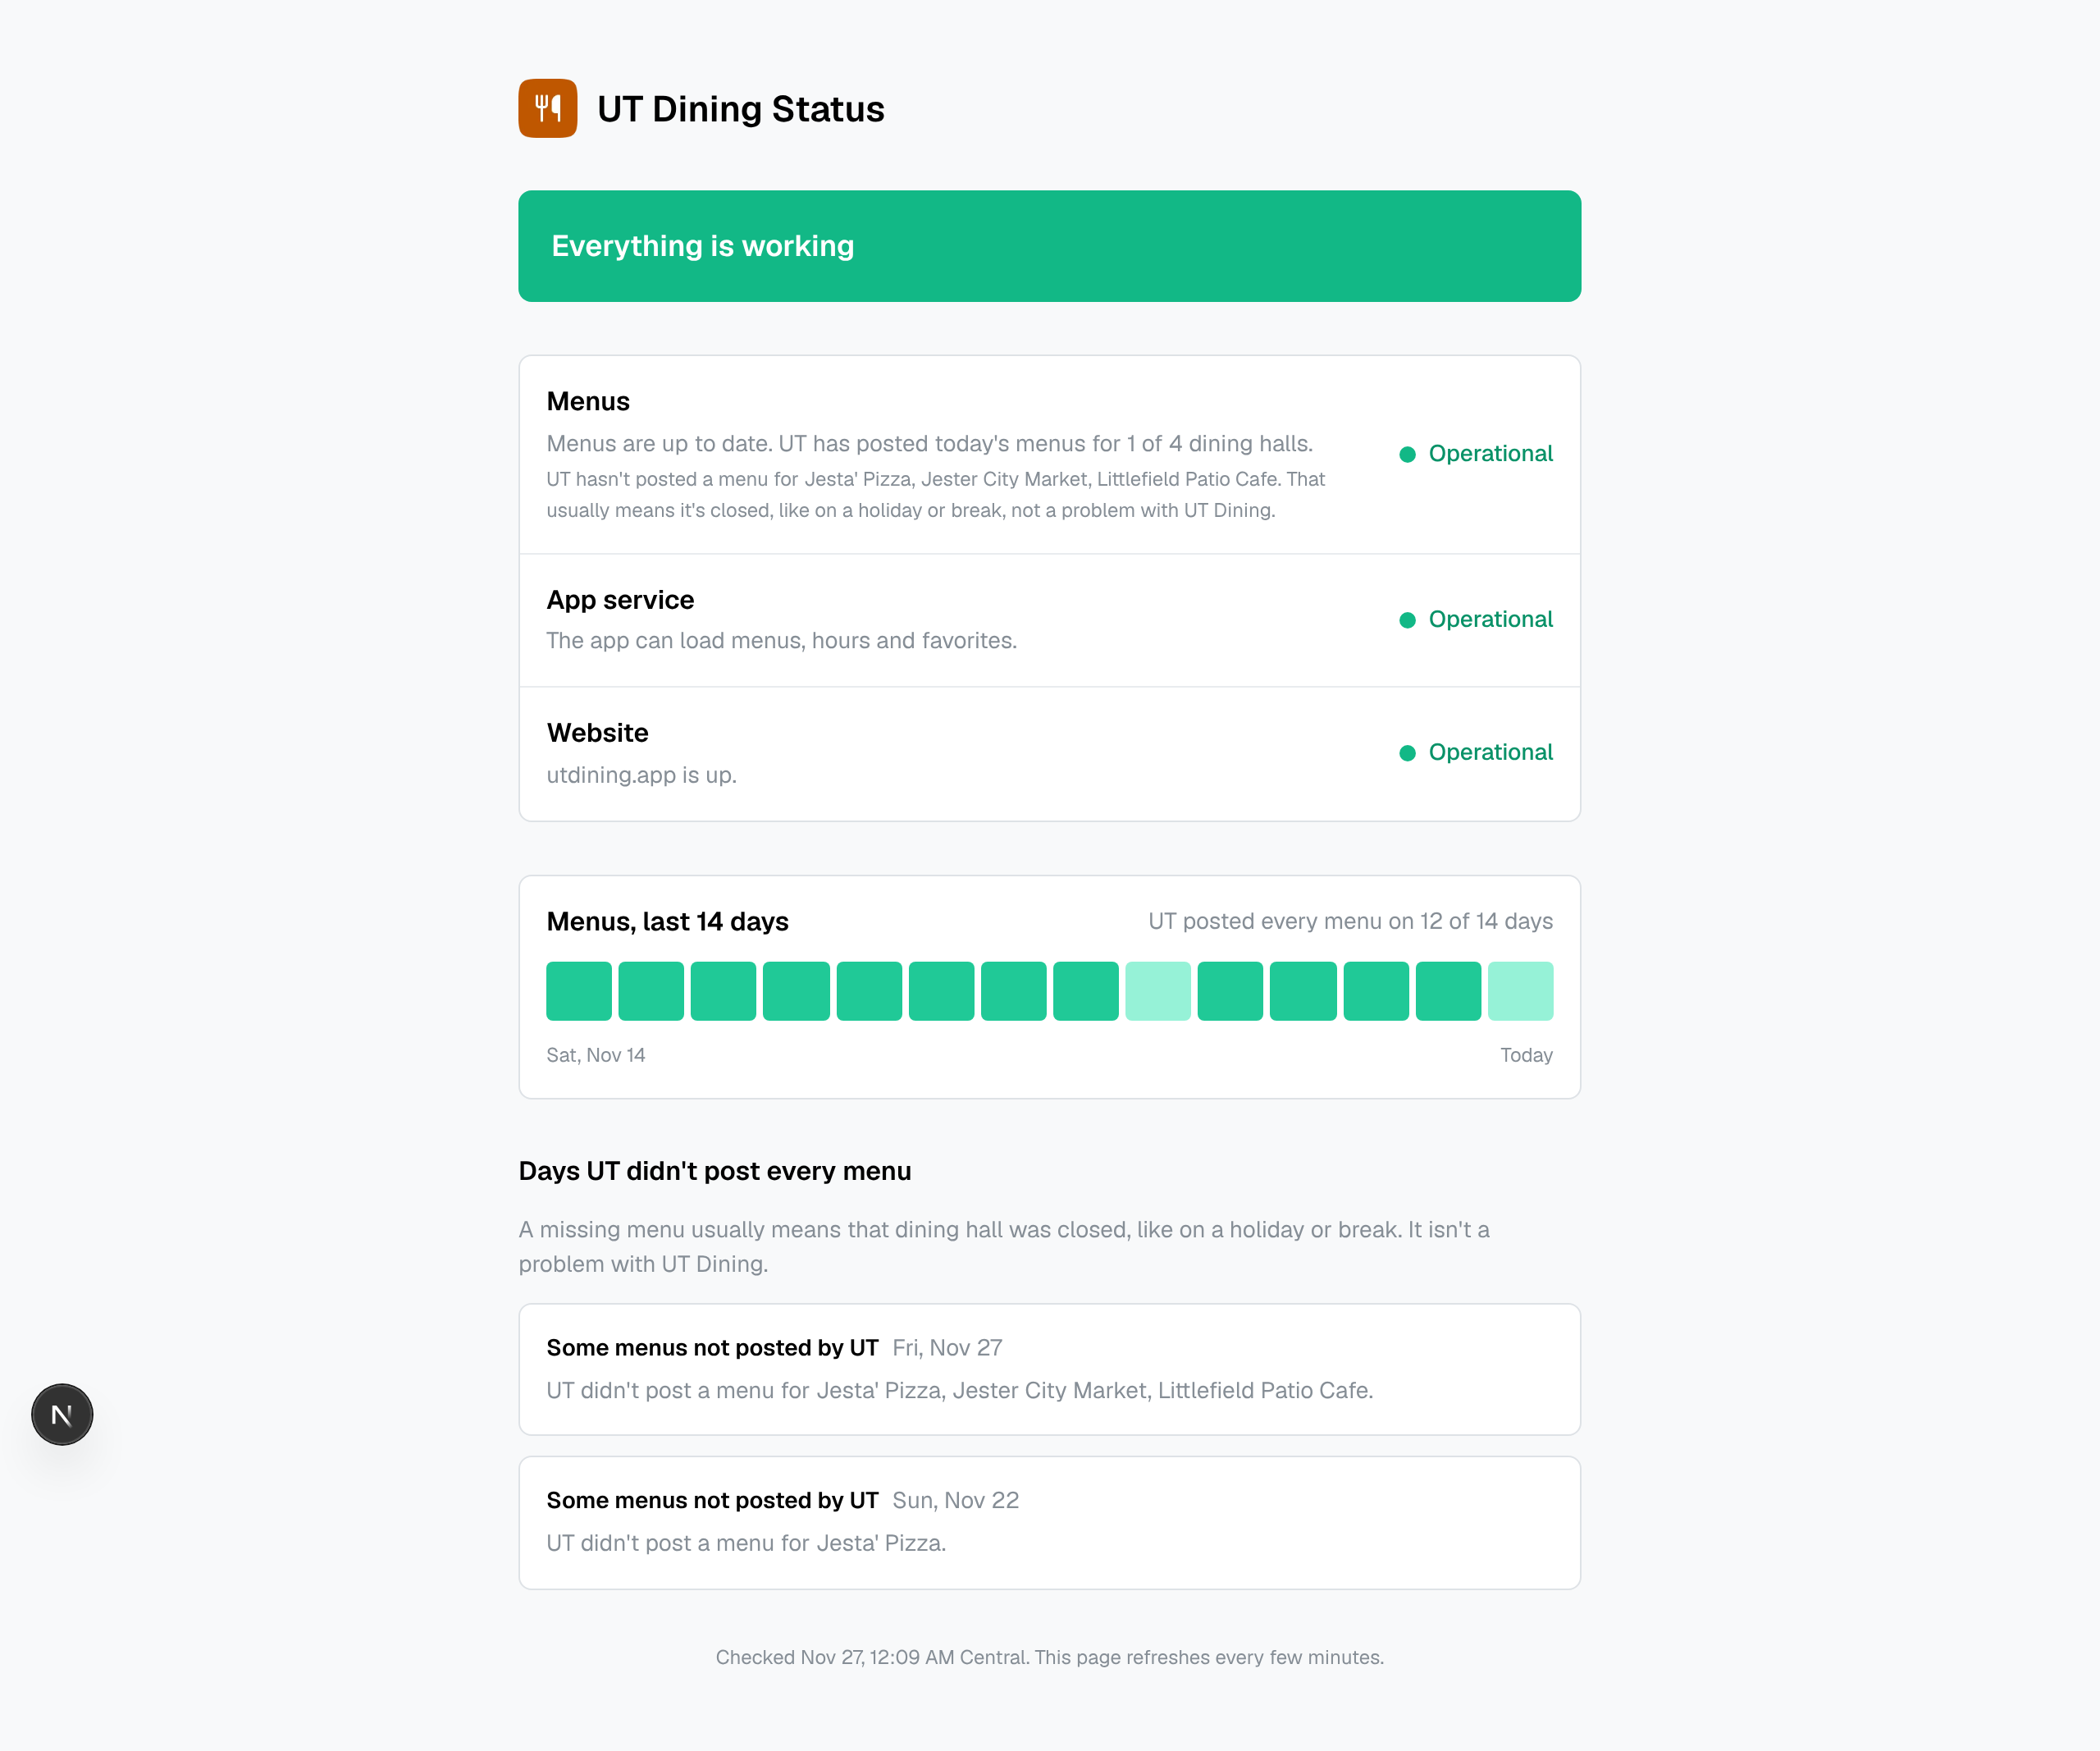 UT Dining Status
Everything is working
Menus
Menus are up to date. UT has posted today's menus for 1 of 4 dining halls.
UT hasn't posted a menu for Jesta' Pizza, Jester City Market, Littlefield Patio Cafe. That
usually means it's closed, like on a holiday or break, not a problem with UT Dining.
Operational
App service
The app can load menus, hours and favorites.
Operational
Website
utdining.app is up.
Operational
Menus, last 14 days
UT posted every menu on 12 of 14 days
Sat, Nov 14
Today
Days UT didn't post every menu
A missing menu usually means that dining hall was closed, like on a holiday or break. It isn't a
problem with UT Dining.
Some menus not posted by UT Fri, Nov 27
UT didn't post a menu for Jesta' Pizza, Jester City Market, Littlefield Patio Cafe.
Some menus not posted by UT Sun, Nov 22
UT didn't post a menu for Jesta' Pizza.
N
Checked Nov 27, 12:09 AM Central. This page refreshes every few minutes.